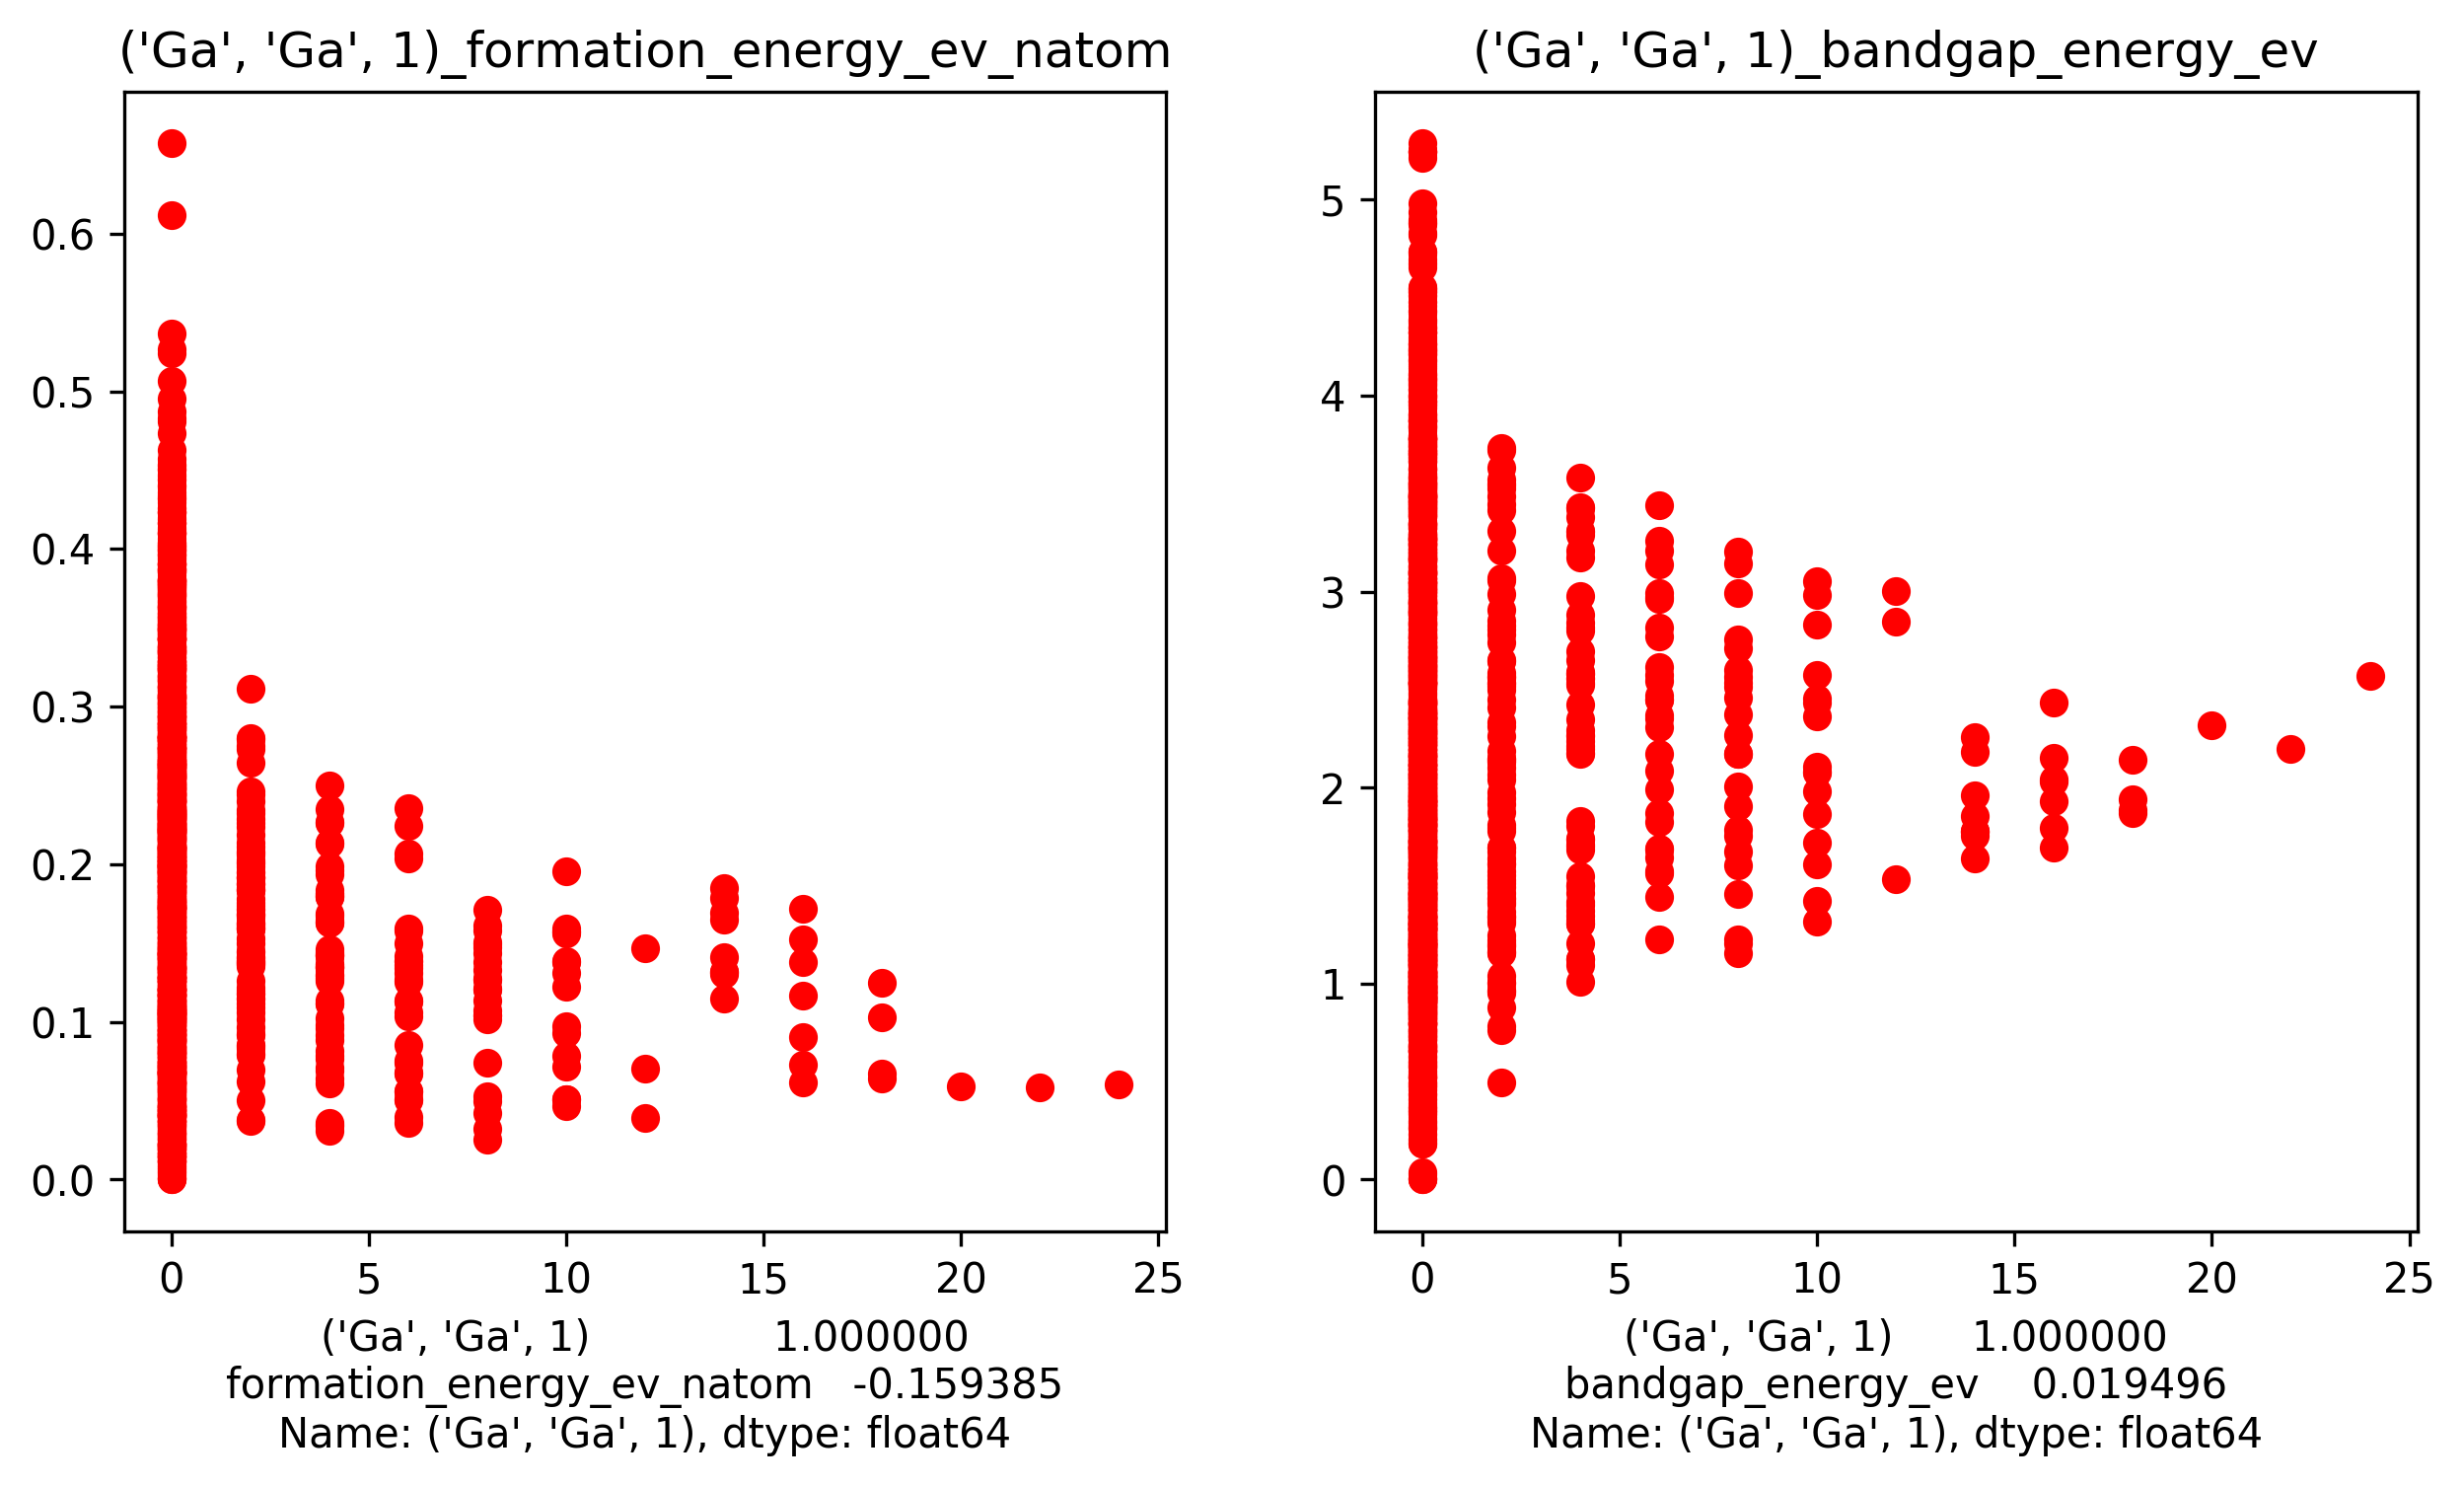 ('Ga', 'Ga', 1)_formation_energy_ev_natom
0.6
0.5
0.4
0.3
0.2
0.1
0.0
0 5 10 15 20 25
('Ga', 'Ga', 1) 1.000000
formation_energy_ev_natom -0.159385
Name: ('Ga', 'Ga', 1), dtype: float64
('Ga', 'Ga', 1)_bandgap_energy_ev
5
4
3
2
1
0
0 5 10 15 20 25
('Ga', 'Ga', 1) 1.000000
bandgap_energy_ev 0.019496
Name: ('Ga', 'Ga', 1), dtype: float64